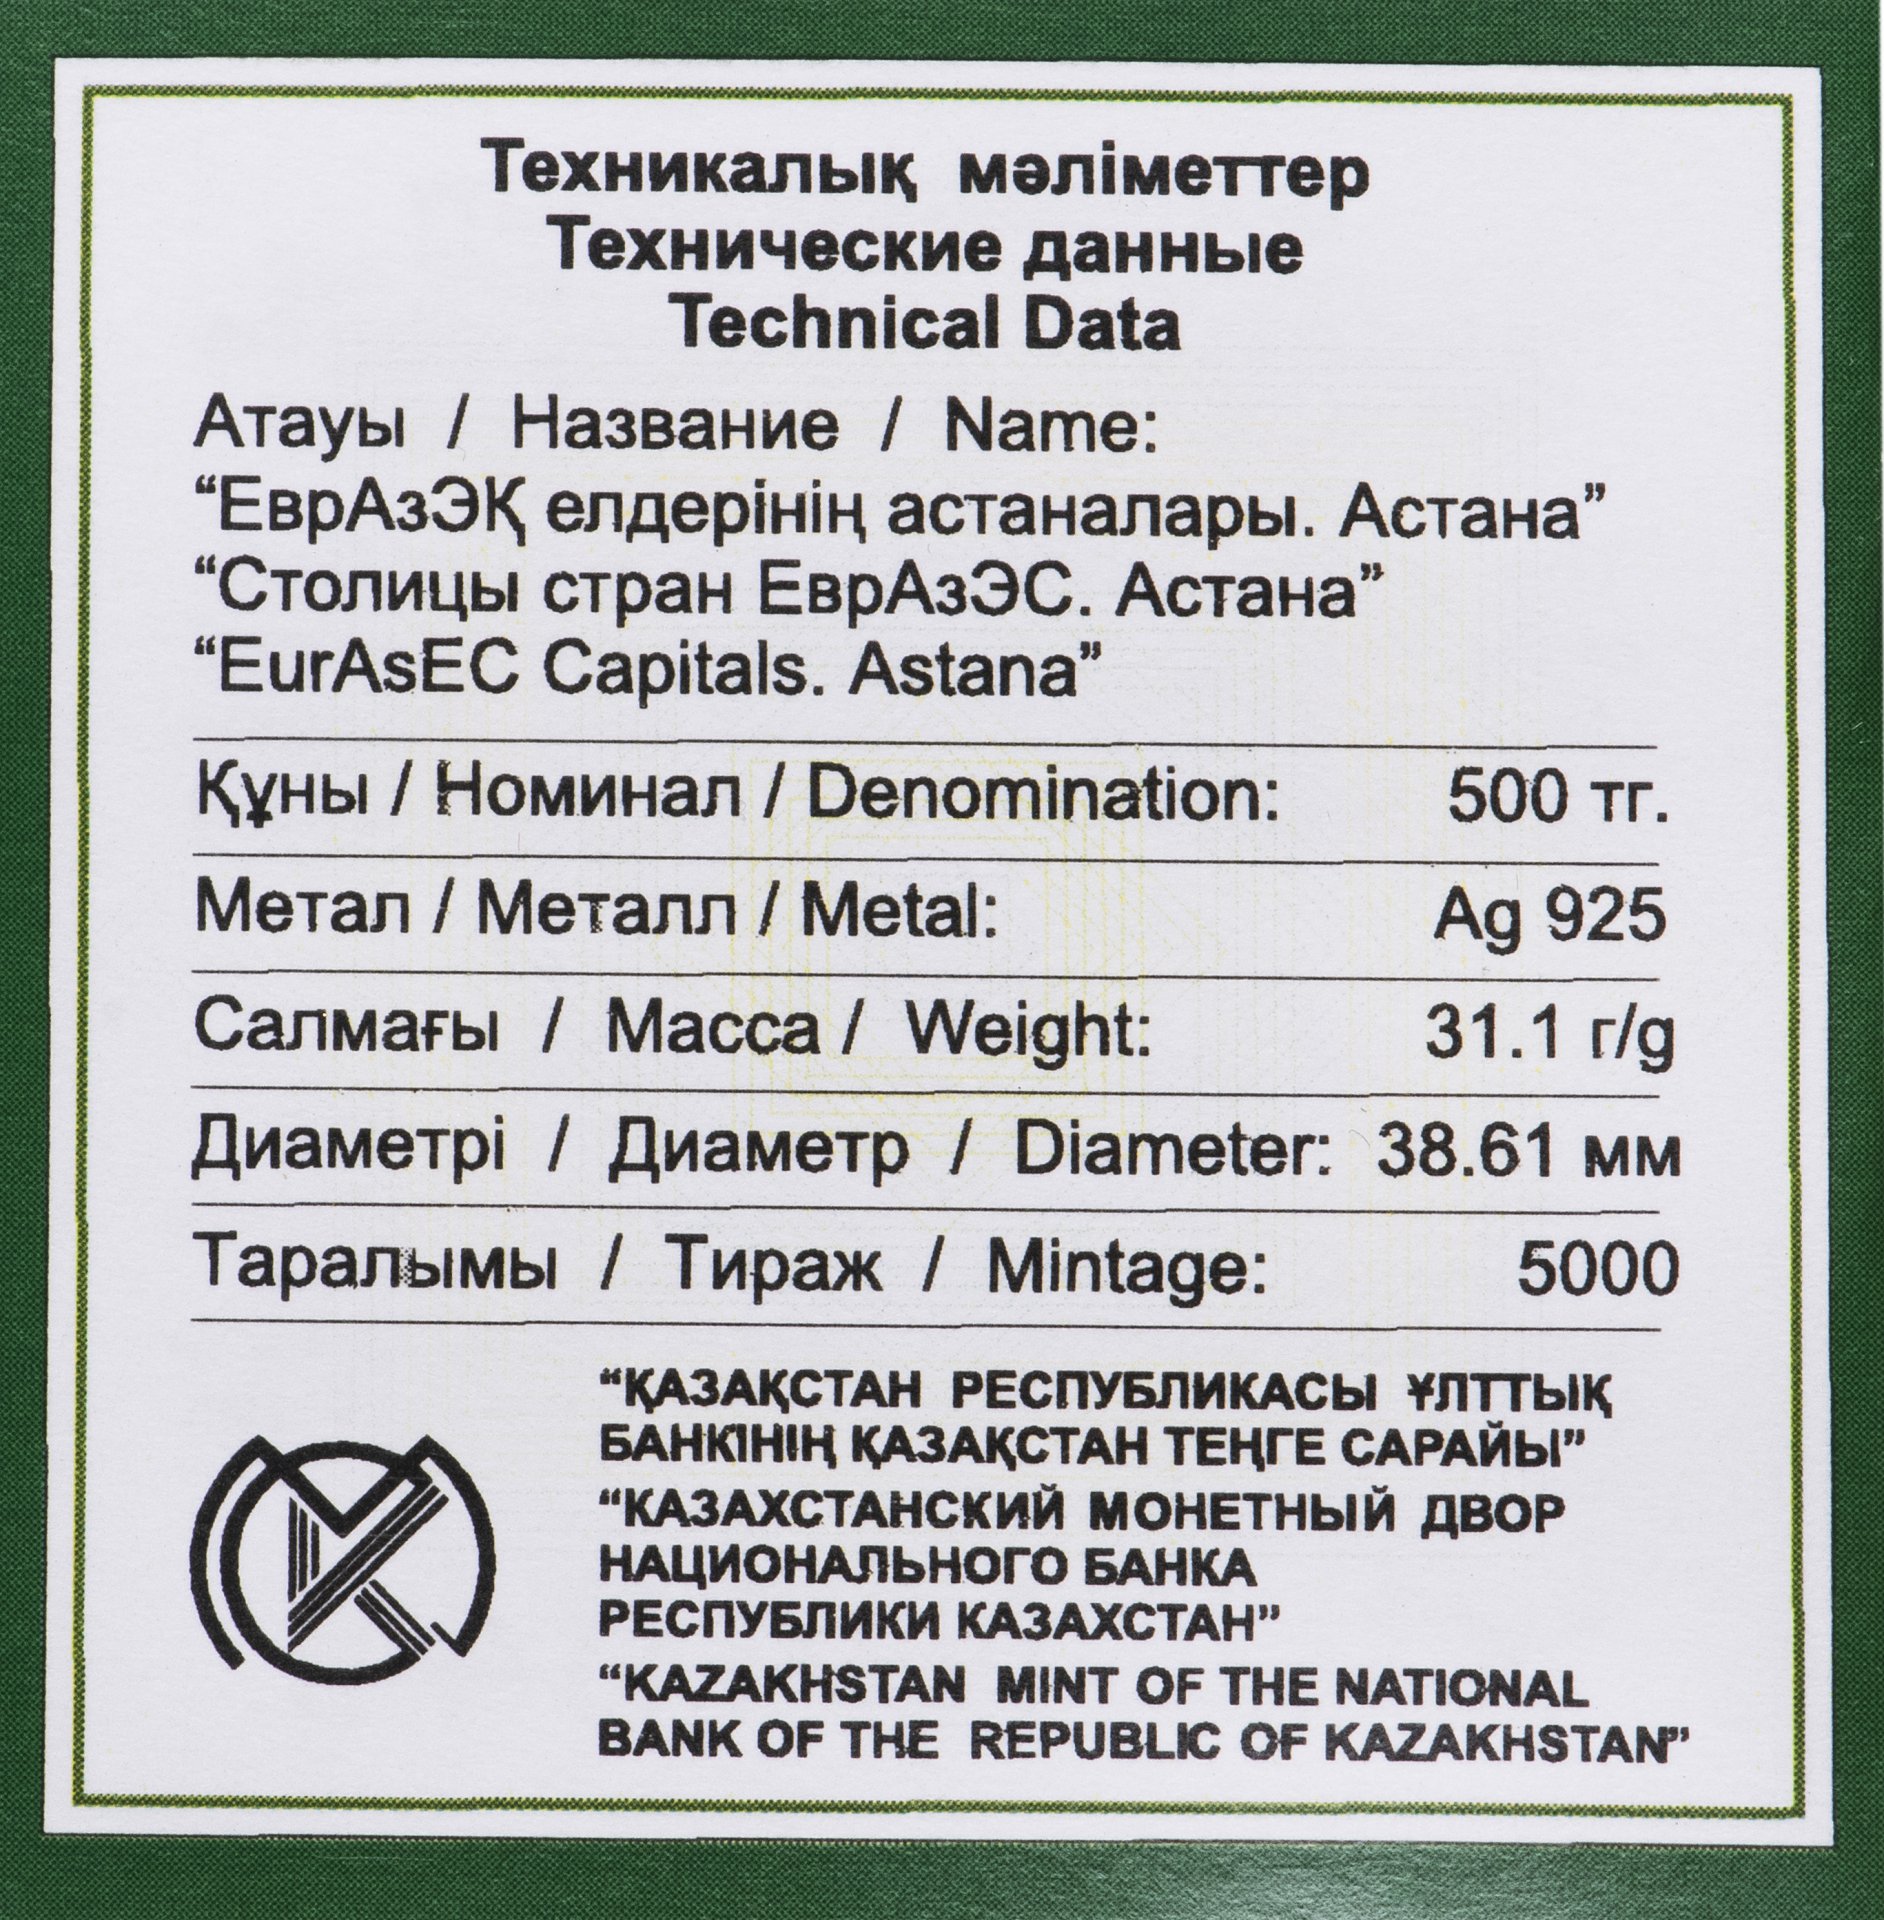 Техникалық мәліметтер
Технические данные
Technical Data
Атауы / Название / Name:
“ЕврАзЭҚ елдерінің астаналары. Астана”
“Столицы стран ЕврАзЭС. Астана”
“EurAsEC Capitals. Astana”
Құны / Номинал / Denomination: 500 тг.
Метал / Металл / Metal: Ag 925
Салмағы / Масса / Weight: 31.1 г/g
Диаметрі / Диаметр / Diameter: 38.61 мм
Таралымы / Тираж / Mintage: 5000
“ҚАЗАҚСТАН РЕСПУБЛИКАСЫ ҰЛТТЫҚ
БАНКІНІҢ ҚАЗАҚСТАН ТЕҢГЕ САРАЙЫ”
“КАЗАХСТАНСКИЙ МОНЕТНЫЙ ДВОР
НАЦИОНАЛЬНОГО БАНКА
РЕСПУБЛИКИ КАЗАХСТАН”
“KAZAKHSTAN MINT OF THE NATIONAL
BANK OF THE REPUBLIC OF KAZAKHSTAN”